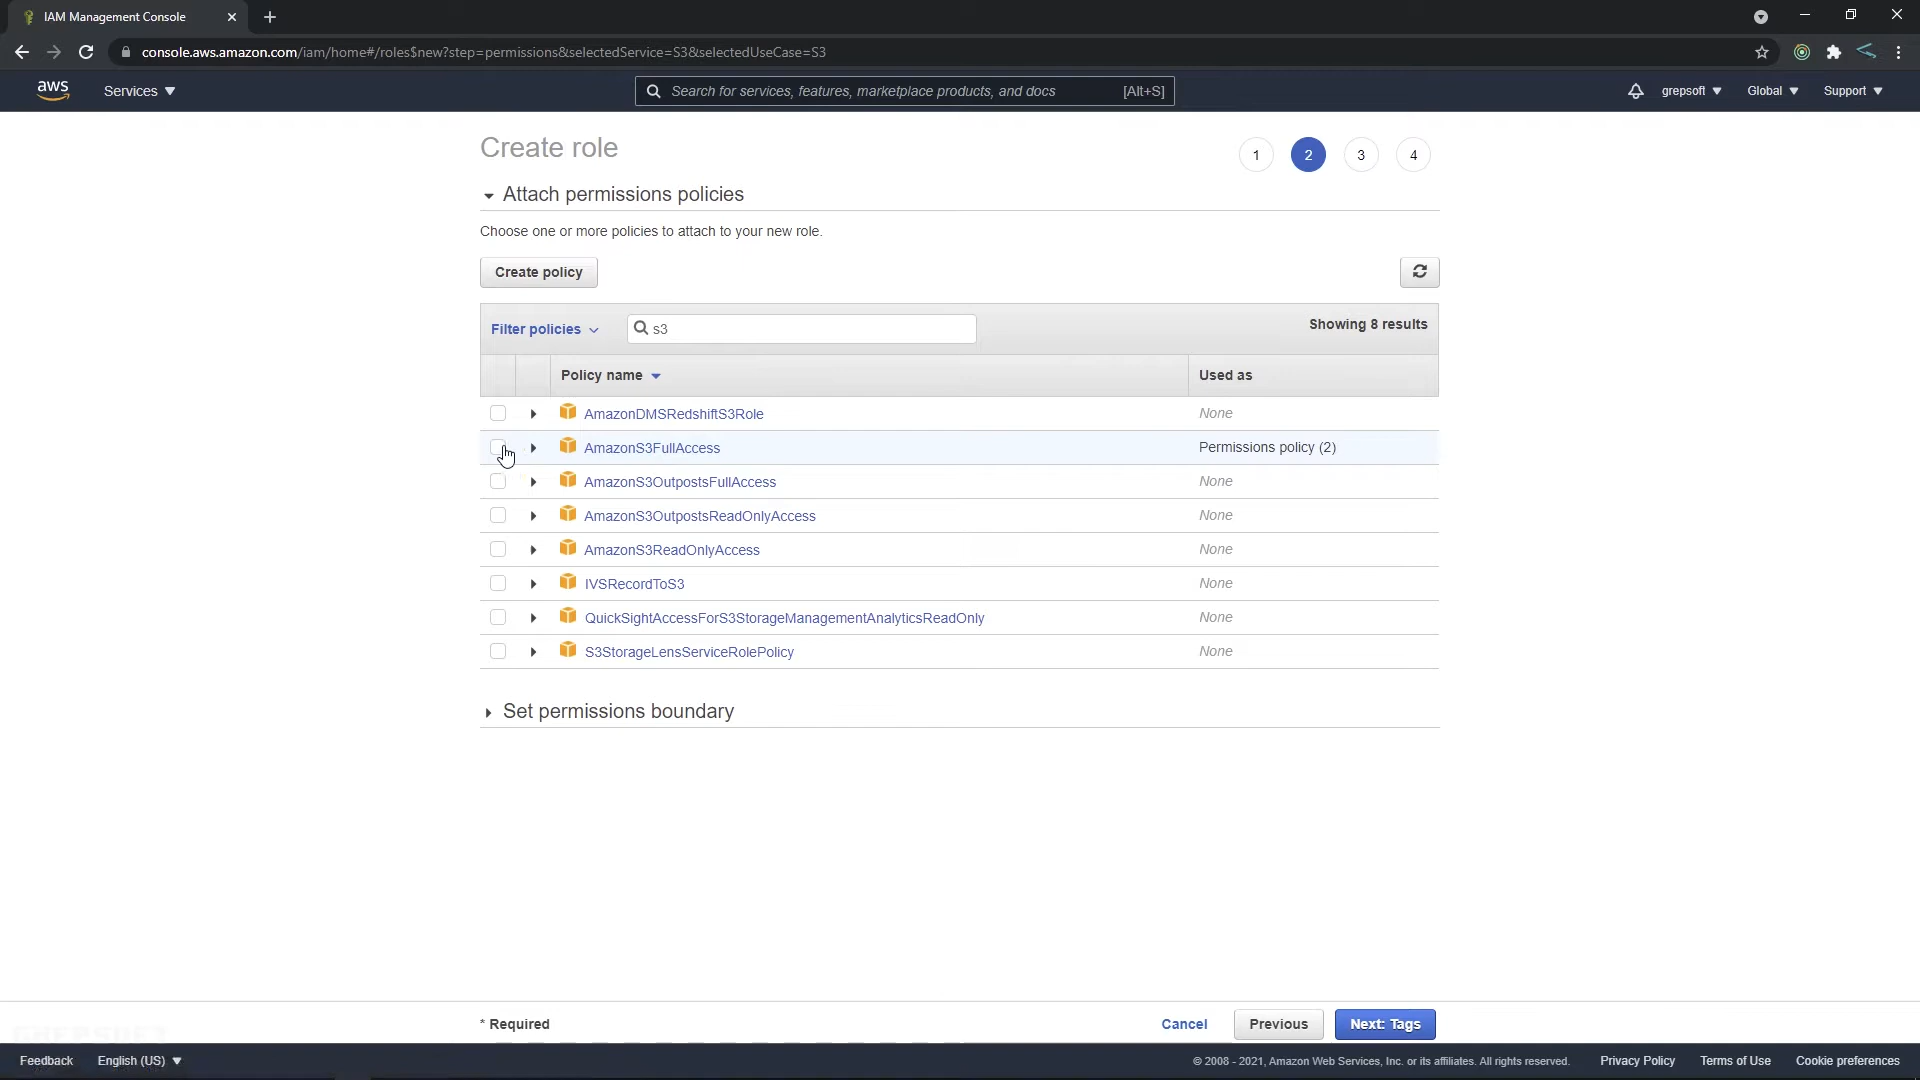 IAM Management Console
console.aws.amazon.com/iam/home#/roles$new?step=permissions&selectedService=S3&selectedUseCase=S3
aws
Services
Search for services, features, marketplace products, and docs
[Alt+S]
grepsoft
Global
Support
Create role
1
2
3
4
Attach permissions policies
Choose one or more policies to attach to your new role.
Create policy
Filter policies
s3
Showing 8 results
Policy name
Used as
AmazonDMSRedshiftS3Role
None
AmazonS3FullAccess
Permissions policy (2)
AmazonS3OutpostsFullAccess
None
AmazonS3OutpostsReadOnlyAccess
None
AmazonS3ReadOnlyAccess
None
IVSRecordToS3
None
QuickSightAccessForS3StorageManagementAnalyticsReadOnly
None
S3StorageLensServiceRolePolicy
None
Set permissions boundary
* Required
Cancel
Previous
Next: Tags
Feedback
English (US)
© 2008 - 2021, Amazon Web Services, Inc. or its affiliates. All rights reserved.
Privacy Policy
Terms of Use
Cookie preferences